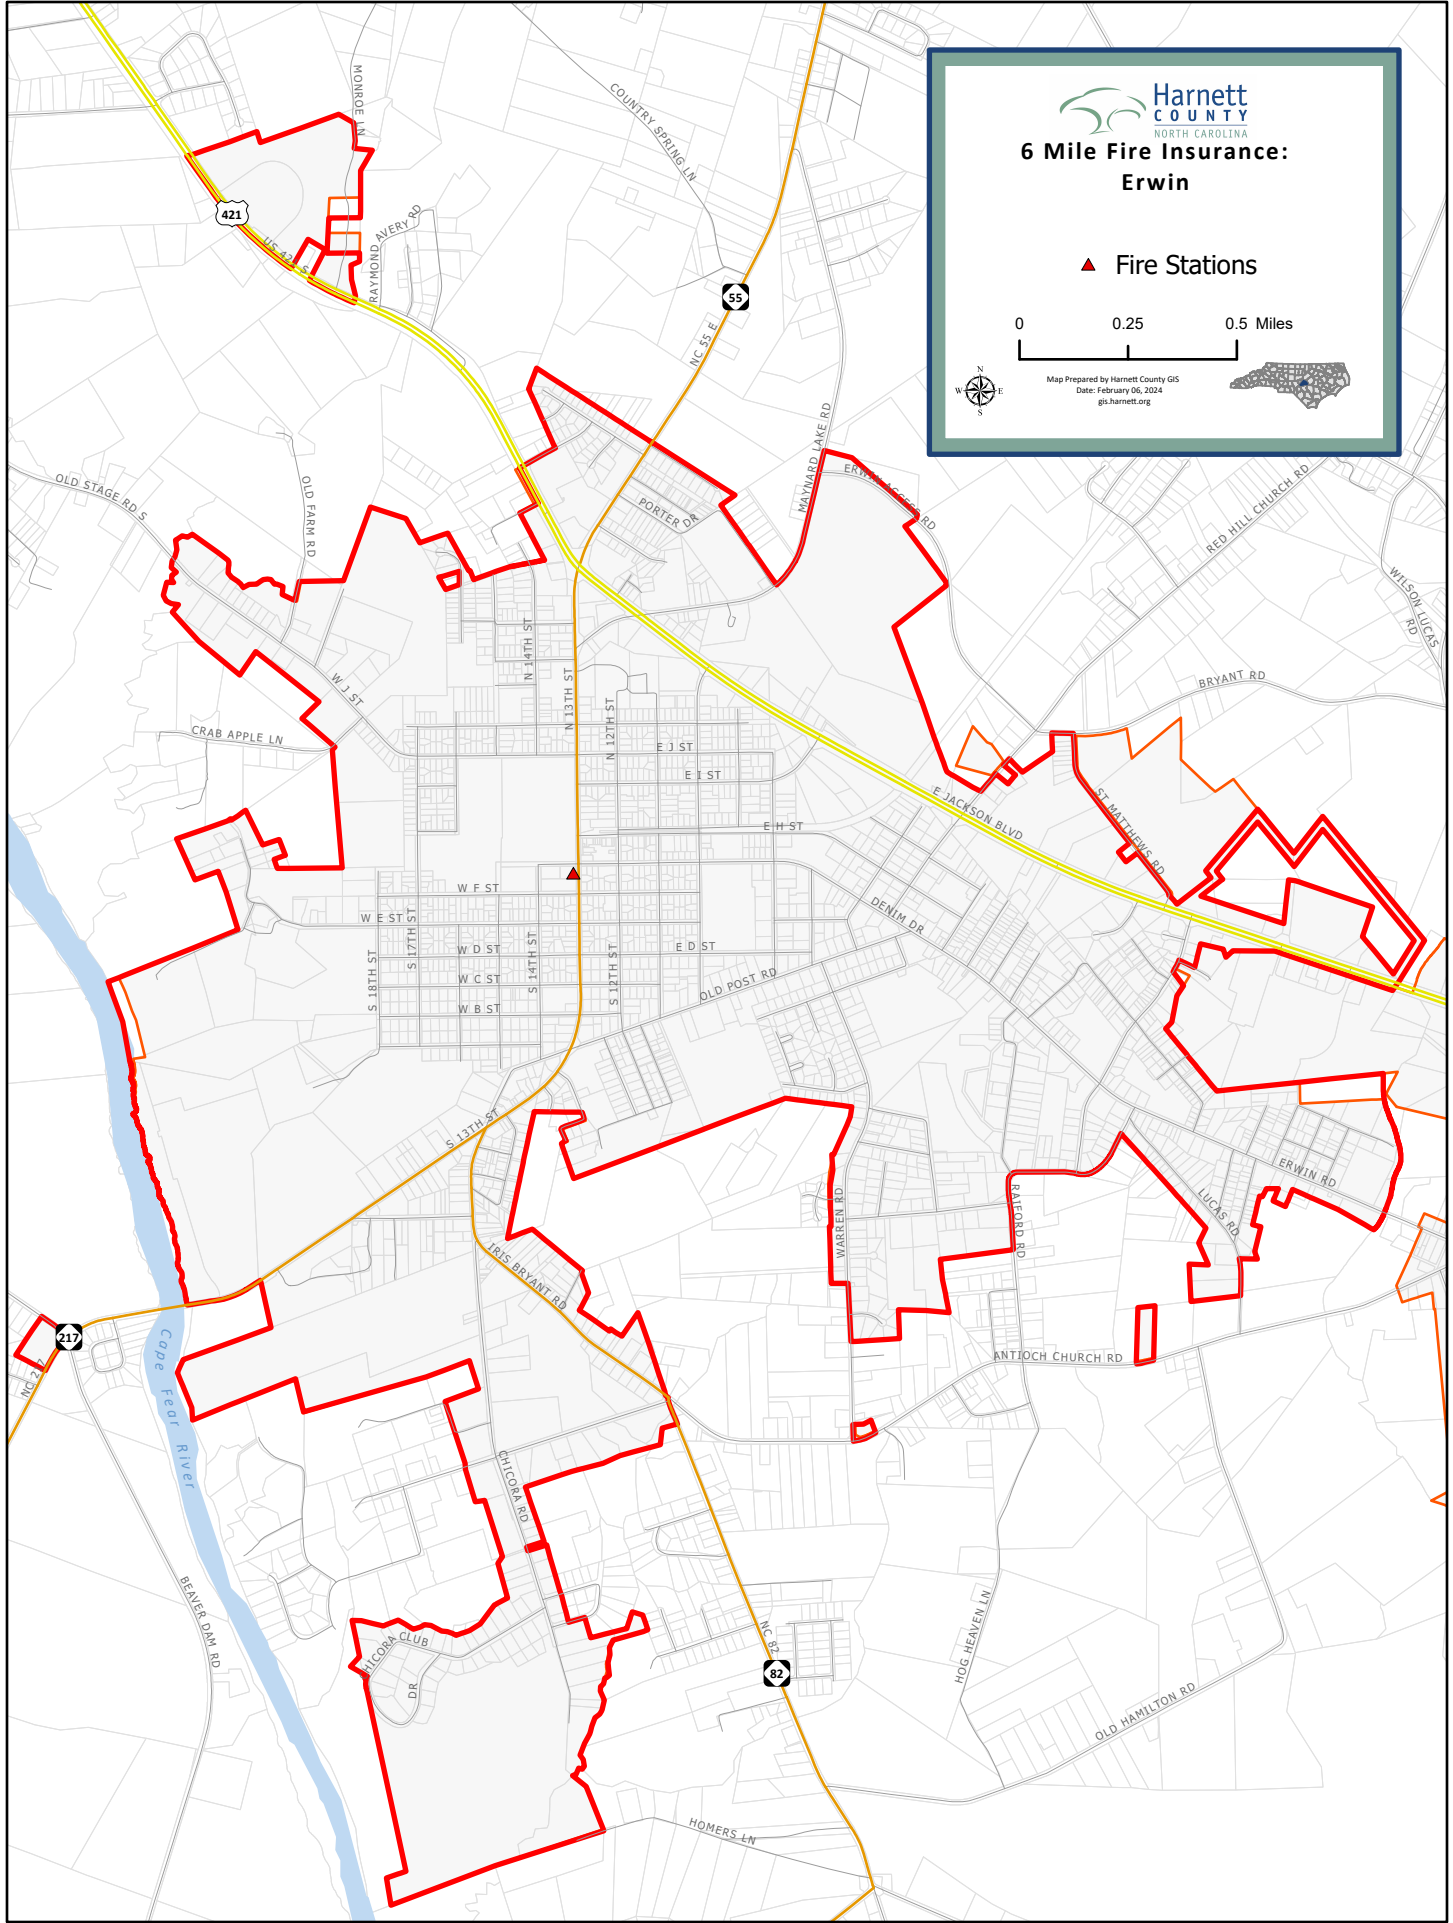 Harnett
COUNTY
NORTH CAROLINA
6 Mile Fire Insurance:
Erwin
Fire Stations
0 0.25 0.5 Miles
N
W E
S
Map Prepared by Harnett County GIS
Date: February 06, 2024
gis.harnett.org
MONROE LN
COUNTRY SPRING LN
421
US 421 S
RAYMOND AVERY RD
55
NC 55 E
MAYNARD LAKE RD
ERWIN ACCESS RD
RED HILL CHURCH RD
WILSON LUCAS RD
OLD STAGE RD S
OLD FARM RD
PORTER DR
N 14TH ST
N 13TH ST
N 12TH ST
W J ST
CRAB APPLE LN
BRYANT RD
E J ST
E I ST
E JACKSON BLVD
ST MATTHEWS RD
E H ST
W F ST
W E ST
DENIM DR
S 17TH ST
S 18TH ST
W D ST
S 14TH ST
S 12TH ST
E D ST
W C ST
OLD POST RD
W B ST
S 13TH ST
ERWIN RD
LUCAS RD
WARREN RD
RAIFORD RD
IRIS BRYANT RD
217
NC 217
Cape Fear River
ANTIOCH CHURCH RD
CHICORA RD
BEAVER DAM RD
CHICORA CLUB DR
NC 82
82
HOG HEAVEN LN
OLD HAMILTON RD
HOMERS LN